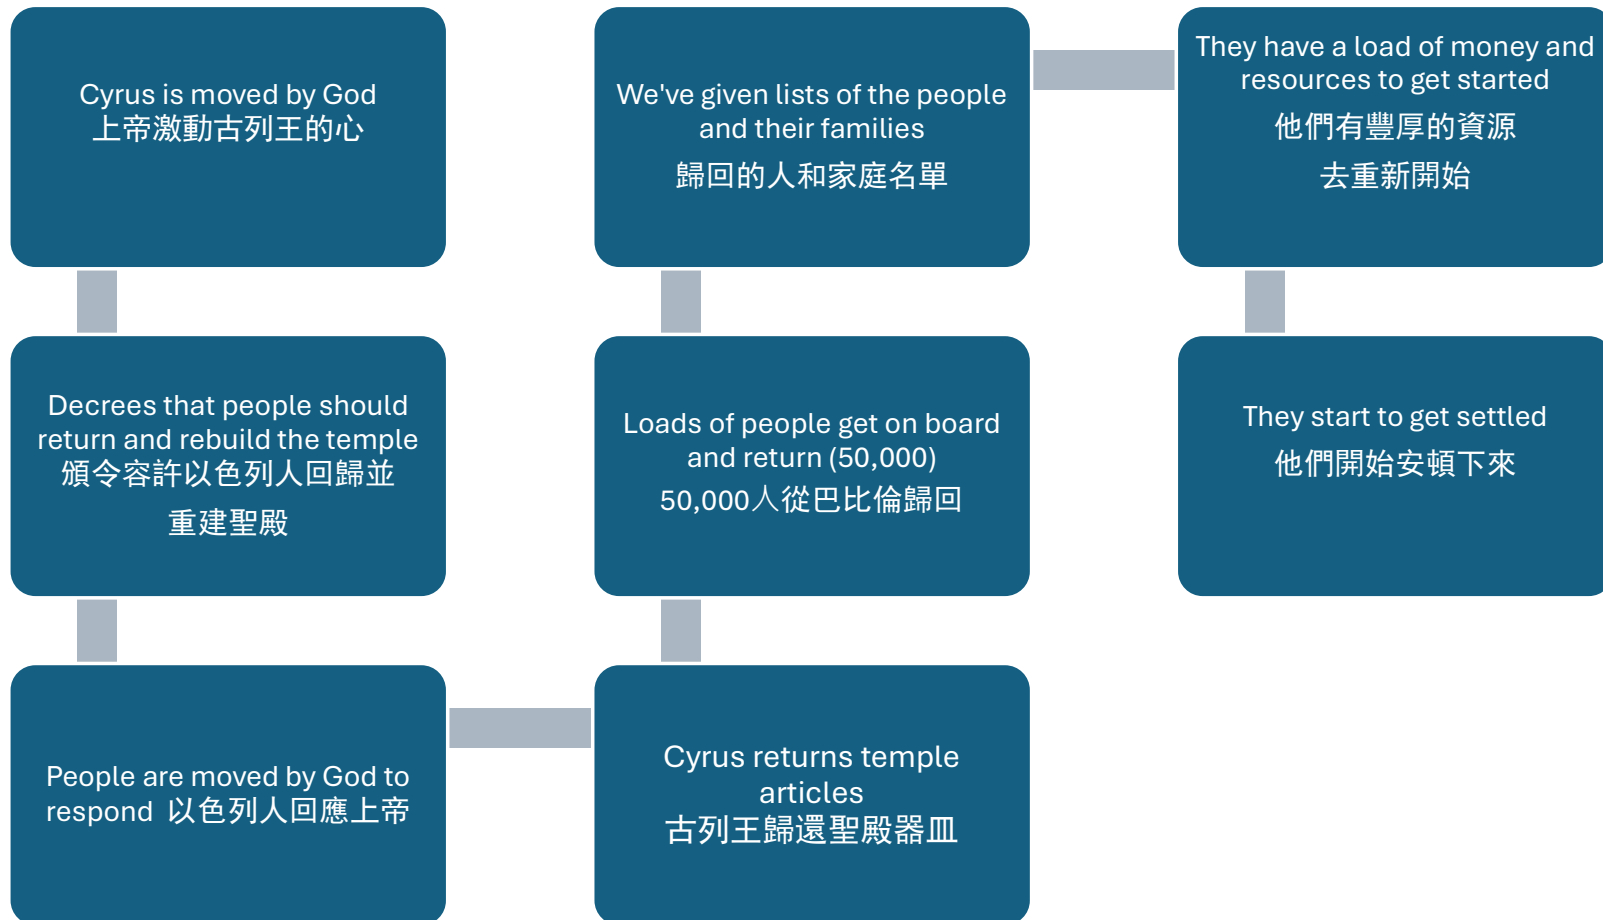 Cyrus is moved by God
上帝激動古列王的心
Decrees that people should
return and rebuild the temple
頒令容許以色列人回歸並
重建聖殿
People are moved by God to
respond 以色列人回應上帝
Cyrus returns temple
articles
古列王歸還聖殿器皿
Loads of people get on board
and return (50,000)
50,000人從巴比倫歸回
We've given lists of the people
and their families
歸回的人和家庭名單
They have a load of money and
resources to get started
他們有豐厚的資源
去重新開始
They start to get settled
他們開始安頓下來